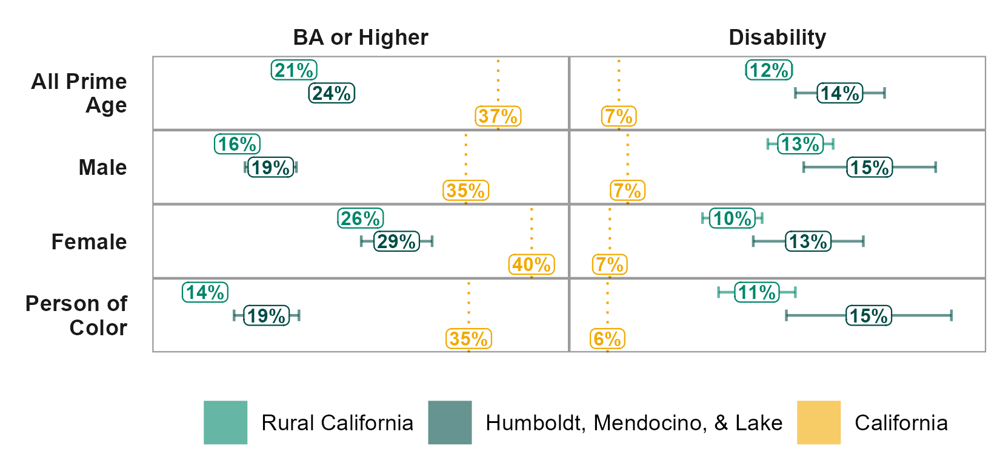 BA or Higher
Disability
All Prime
Age
21%
24%
37%
12%
14%
7%
Male
16%
19%
35%
13%
15%
7%
Female
26%
29%
40%
10%
13%
7%
Person of
Color
14%
19%
35%
11%
15%
6%
Rural California
Humboldt, Mendocino, & Lake
California